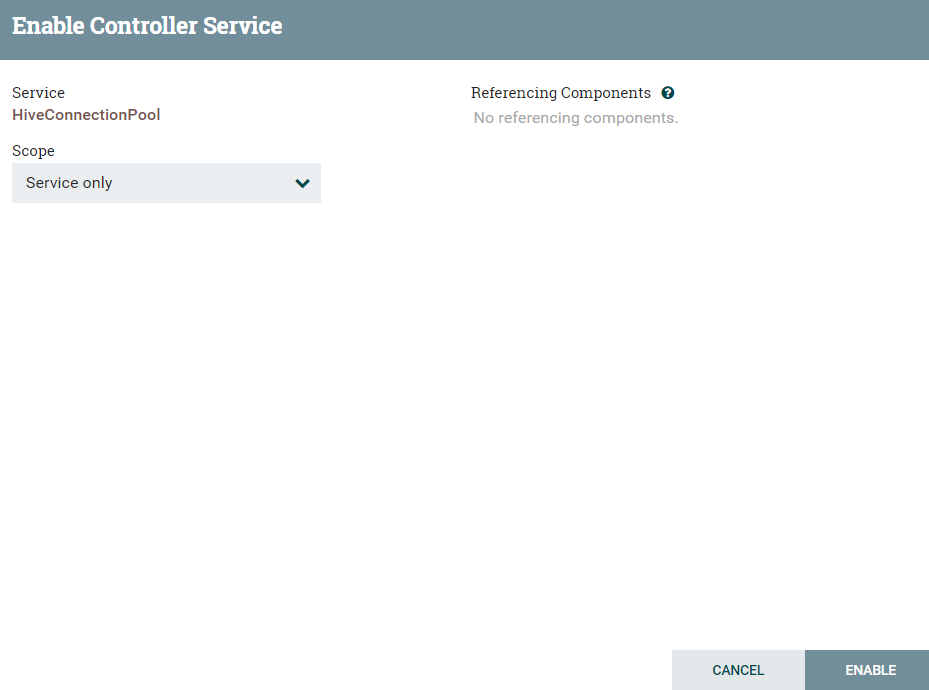 Enable Controller Service
Service
HiveConnectionPool
Scope
Service only
Referencing Components
No referencing components.
CANCEL
ENABLE